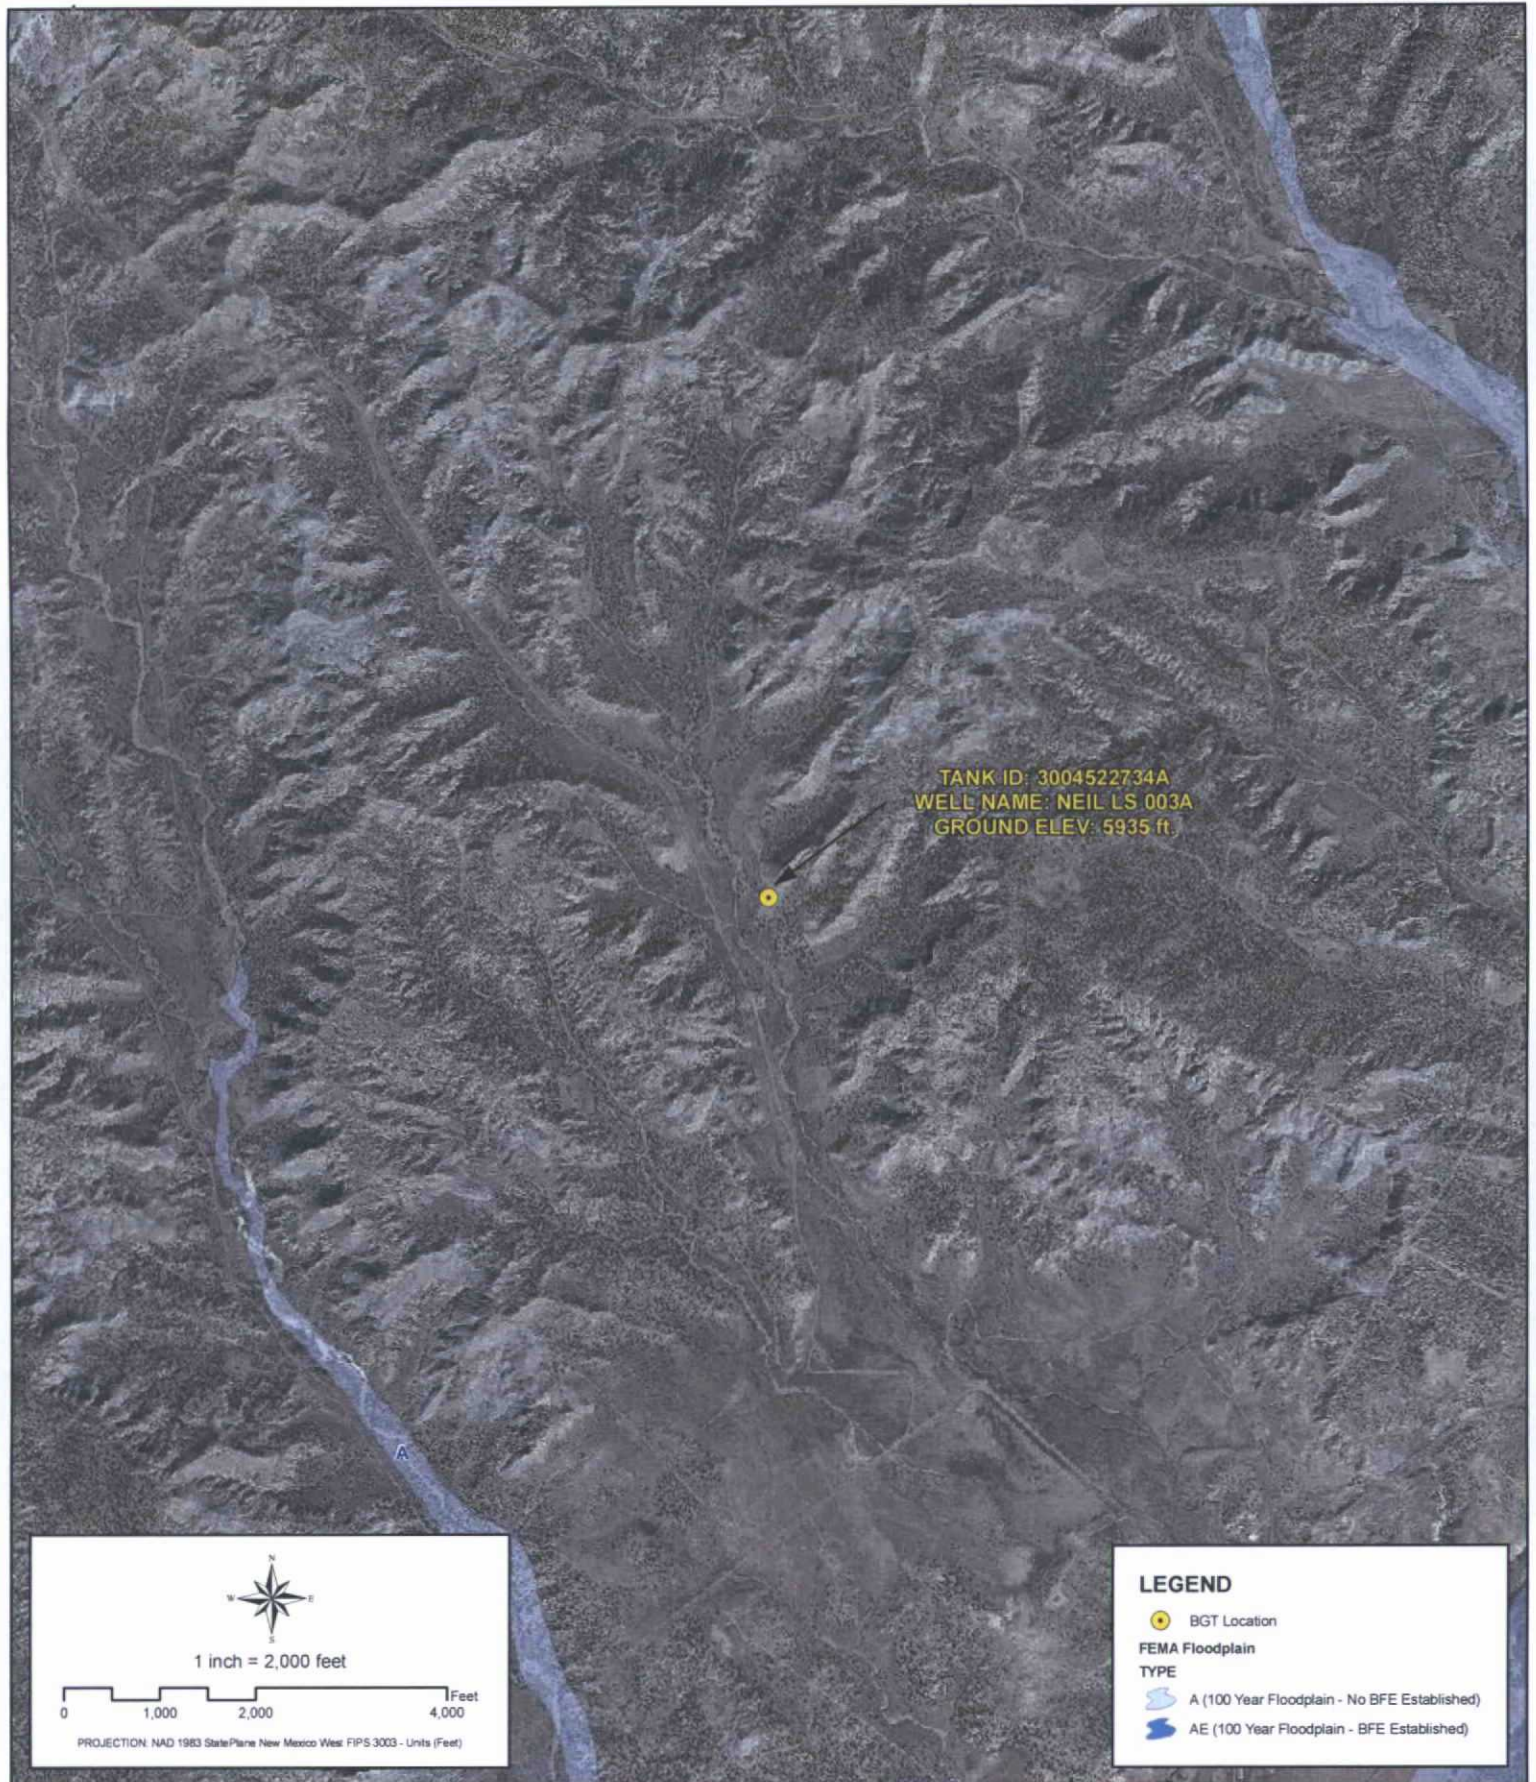 TANK ID: 3004522734A
WELL NAME: NEIL LS 003A
GROUND ELEV: 5935 ft.
A
N
W E
S
1 inch = 2,000 feet
Feet
0 1,000 2,000 4,000
PROJECTION: NAD 1983 StatePlane New Mexico West FIPS 3003 - Units (Feet)
LEGEND
BGT Location
FEMA Floodplain
TYPE
A (100 Year Floodplain - No BFE Established)
AE (100 Year Floodplain - BFE Established)